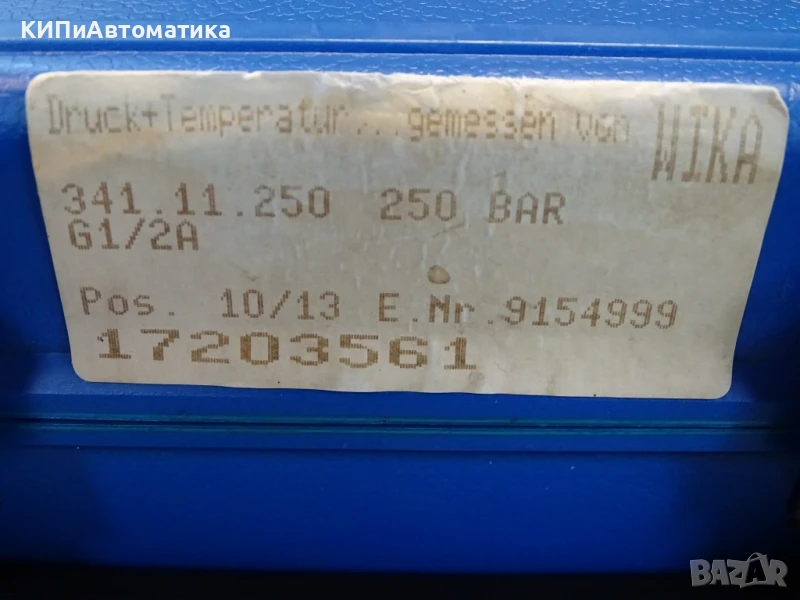 КИПиАвтоматика
Druck+Temperatur...gemessen von WIKA
341.11.250 250 BAR
G1/2A
Pos. 10/13 E.Nr.9154999
17203561
BAZAR